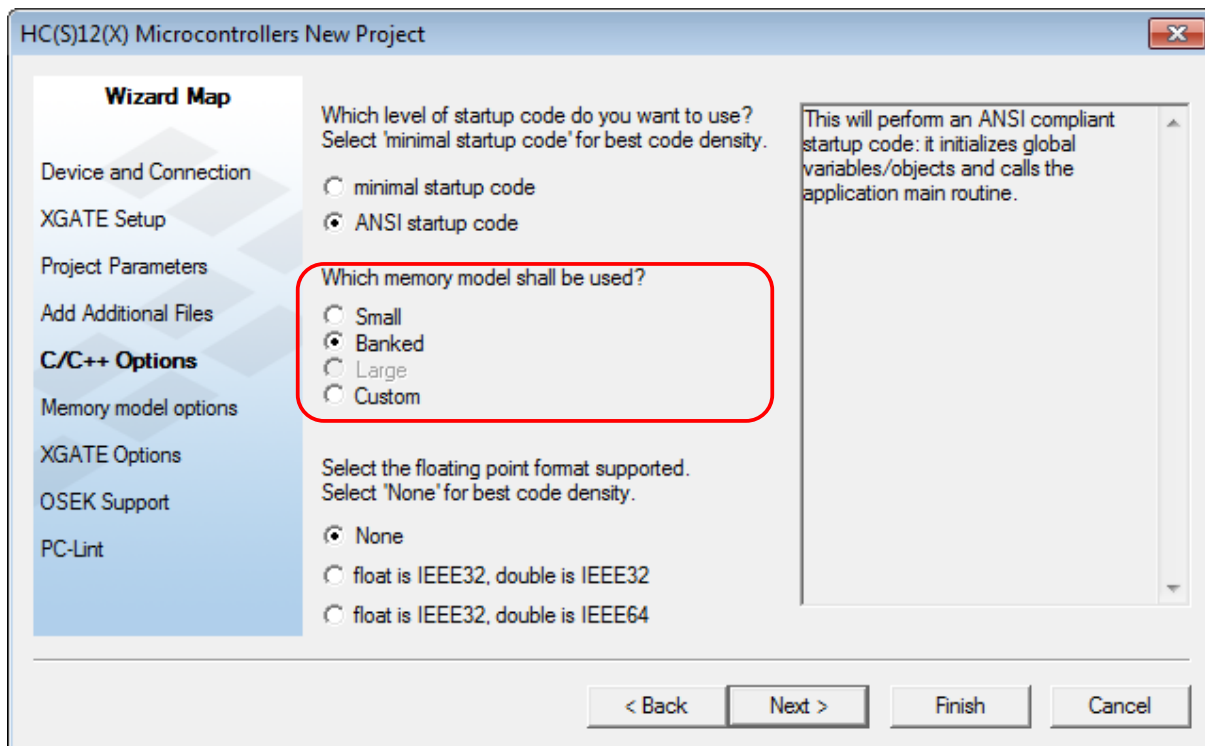 HC(S)12(X) Microcontrollers New Project
Wizard Map
Device and Connection
XGATE Setup
Project Parameters
Add Additional Files
C/C++ Options
Memory model options
XGATE Options
OSEK Support
PC-Lint
Which level of startup code do you want to use?
Select 'minimal startup code' for best code density.
minimal startup code
ANSI startup code
Which memory model shall be used?
Small
Banked
Large
Custom
Select the floating point format supported.
Select 'None' for best code density.
None
float is IEEE32, double is IEEE32
float is IEEE32, double is IEEE64
This will perform an ANSI compliant
startup code: it initializes global
variables/objects and calls the
application main routine.
< Back
Next >
Finish
Cancel